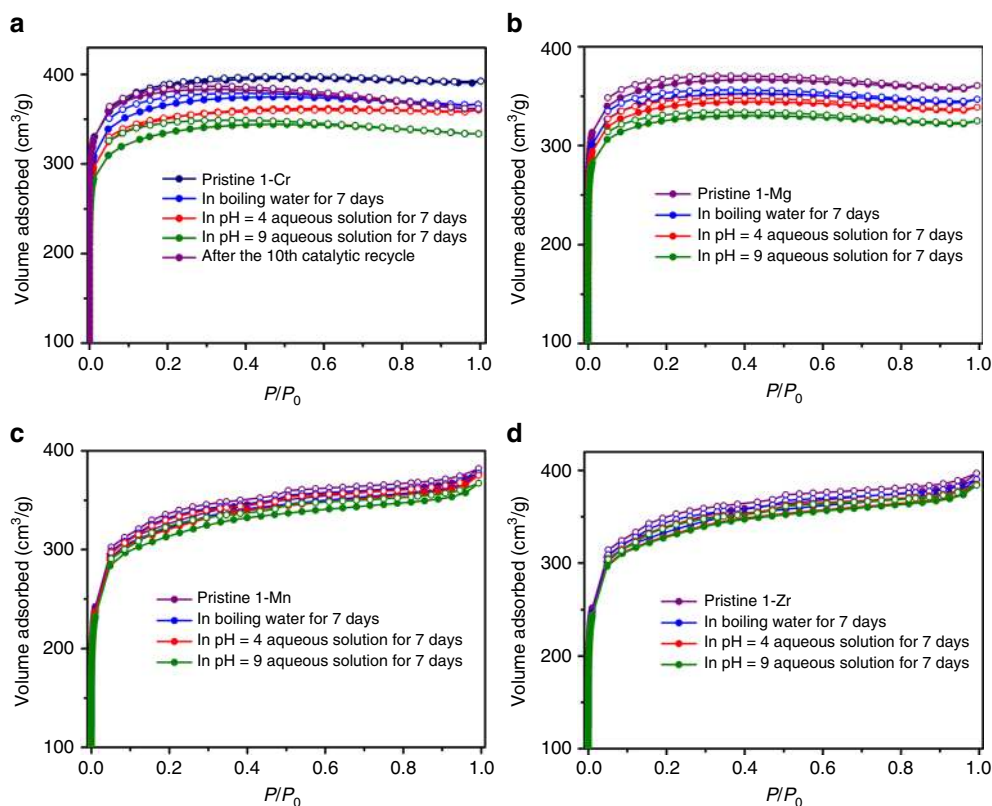 a
Volume adsorbed (cm³/g)
400
300
200
100
Pristine 1-Cr
In boiling water for 7 days
In pH = 4 aqueous solution for 7 days
In pH = 9 aqueous solution for 7 days
After the 10th catalytic recycle
0.0 0.2 0.4 0.6 0.8 1.0
P/P₀
b
Volume adsorbed (cm³/g)
400
300
200
100
Pristine 1-Mg
In boiling water for 7 days
In pH = 4 aqueous solution for 7 days
In pH = 9 aqueous solution for 7 days
0.0 0.2 0.4 0.6 0.8 1.0
P/P₀
c
Volume adsorbed (cm³/g)
400
300
200
100
Pristine 1-Mn
In boiling water for 7 days
In pH = 4 aqueous solution for 7 days
In pH = 9 aqueous solution for 7 days
0.0 0.2 0.4 0.6 0.8 1.0
P/P₀
d
Volume adsorbed (cm³/g)
400
300
200
100
Pristine 1-Zr
In boiling water for 7 days
In pH = 4 aqueous solution for 7 days
In pH = 9 aqueous solution for 7 days
0.0 0.2 0.4 0.6 0.8 1.0
P/P₀